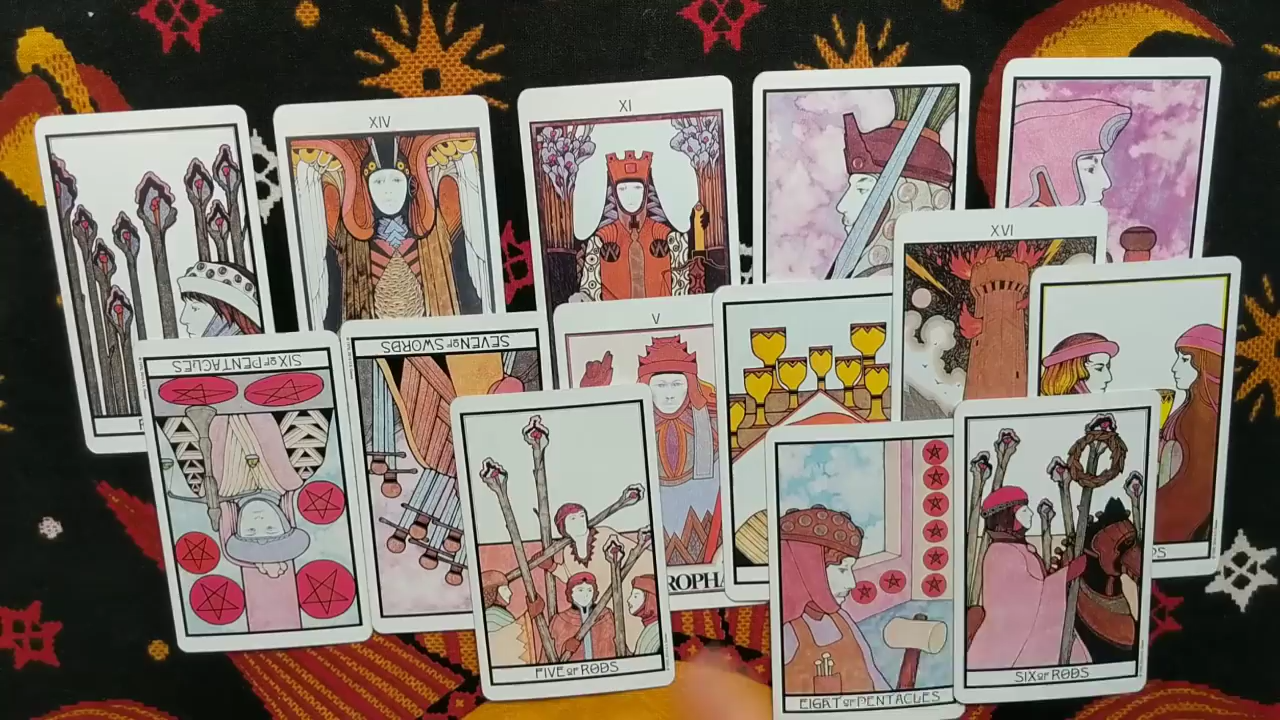 XIV
XI
XVI
V
SIX OF PENTACLES
SEVEN OF SWORDS
ROPHA
PS
FIVE OF RODS
EIGHT OF PENTACLES
SIX OF RODS